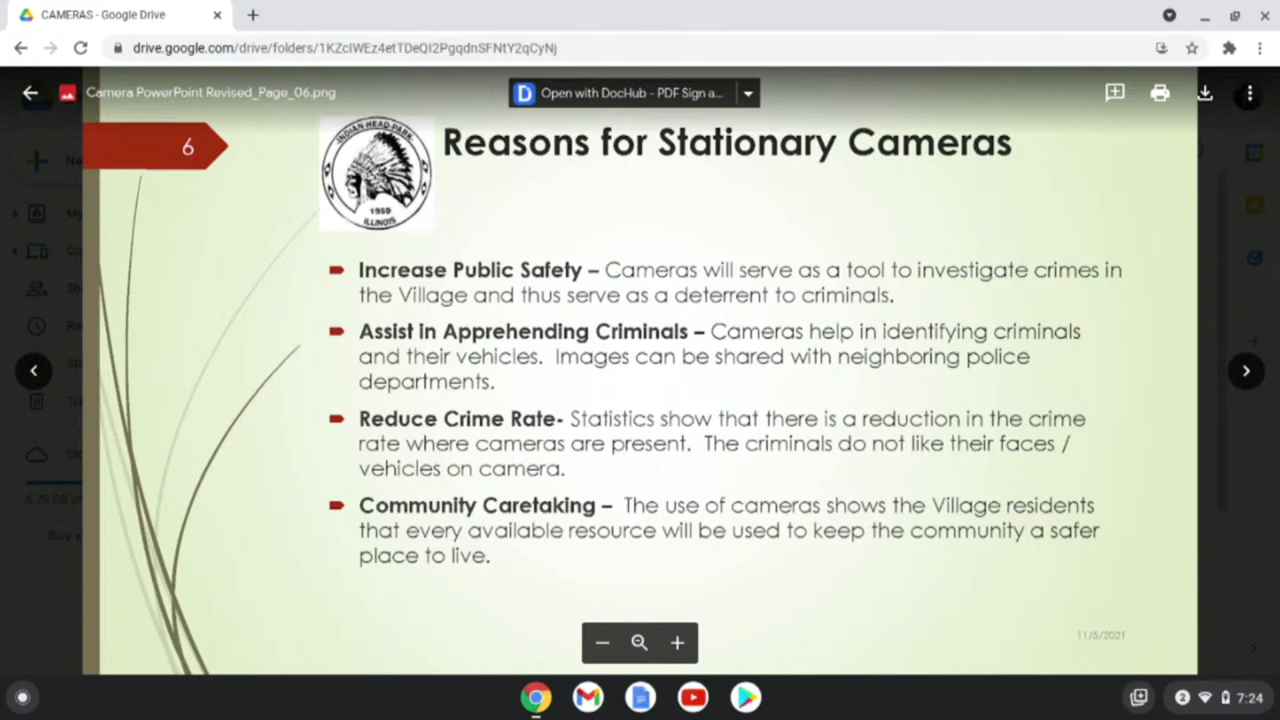 CAMERAS - Google Drive
drive.google.com/drive/folders/1KZcIWEz4etTDeQI2PgqdnSFNtY2qCyNj
Camera PowerPoint Revised_Page_06.png
Open with DocHub - PDF Sign a...
6
INDIAN HEAD PARK
1959
ILLINOIS
Reasons for Stationary Cameras
Increase Public Safety – Cameras will serve as a tool to investigate crimes in
the Village and thus serve as a deterrent to criminals.
Assist in Apprehending Criminals – Cameras help in identifying criminals
and their vehicles. Images can be shared with neighboring police
departments.
Reduce Crime Rate- Statistics show that there is a reduction in the crime
rate where cameras are present. The criminals do not like their faces /
vehicles on camera.
Community Caretaking – The use of cameras shows the Village residents
that every available resource will be used to keep the community a safer
place to live.
11/5/2021
2
7:24